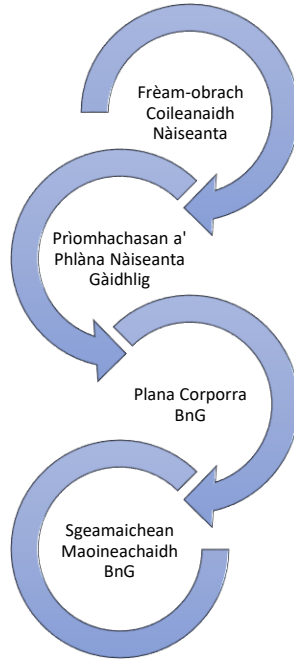 Frèam-obrach
Coileanaidh
Nàiseanta
Prìomhachasan a'
Phlàna Nàiseanta
Gàidhlig
Plana Corporra
BnG
Sgeamaichean
Maoineachaidh
BnG